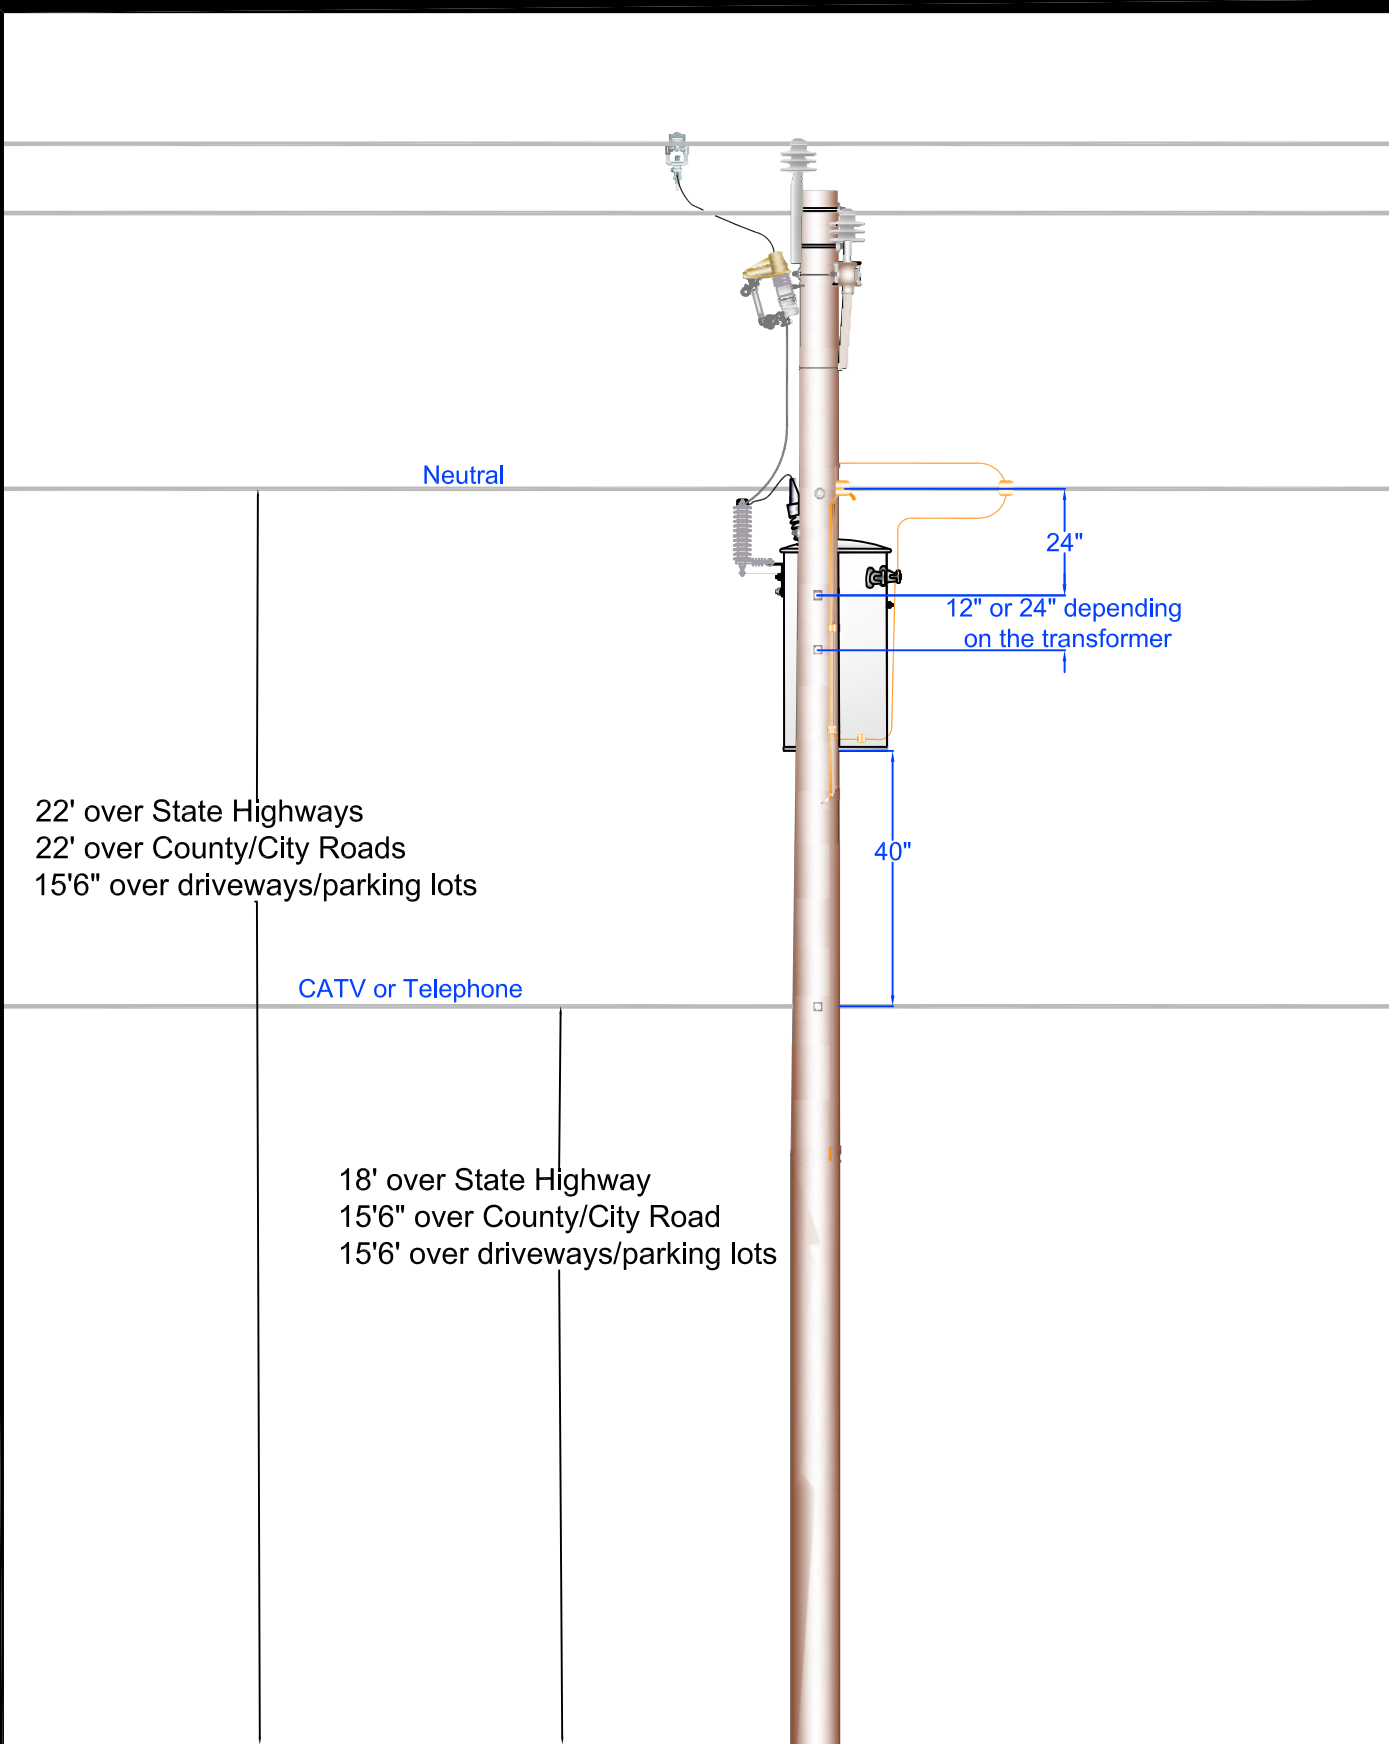 Neutral
24"
12" or 24" depending
on the transformer
22' over State Highways
22' over County/City Roads
15'6" over driveways/parking lots
40"
CATV or Telephone
18' over State Highway
15'6" over County/City Road
15'6' over driveways/parking lots